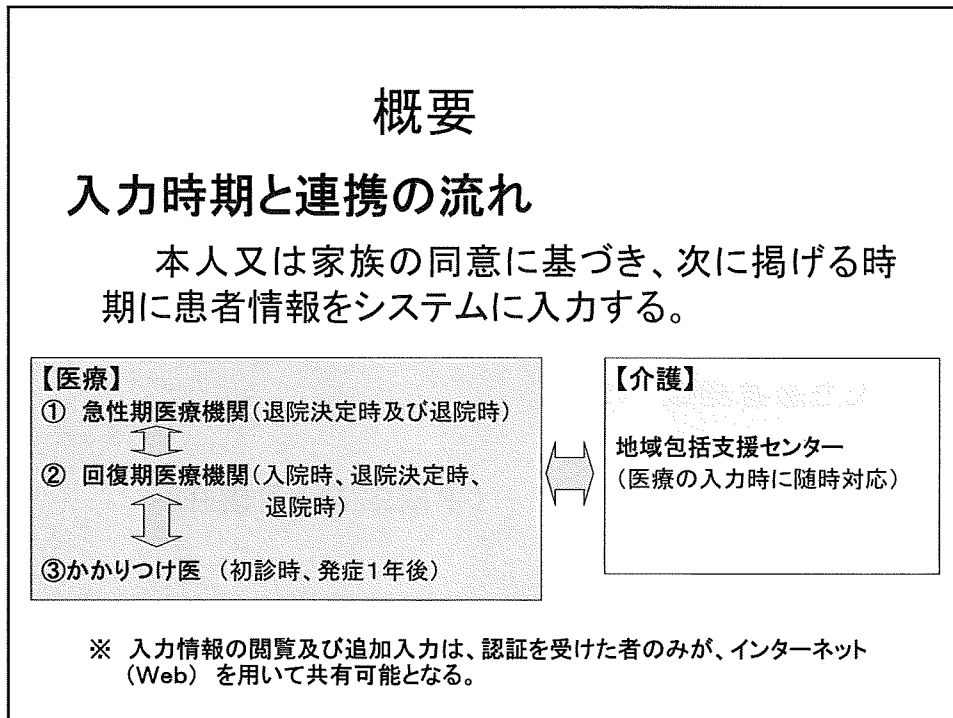 概要
入力時期と連携の流れ
本人又は家族の同意に基づき、次に掲げる時
期に患者情報をシステムに入力する。
【医療】
① 急性期医療機関(退院決定時及び退院時)
② 回復期医療機関(入院時、退院決定時、
退院時)
③かかりつけ医 (初診時、発症1年後)
【介護】
地域包括支援センター
(医療の入力時に随時対応)
※ 入力情報の閲覧及び追加入力は、認証を受けた者のみが、インターネット
(Web) を用いて共有可能となる。